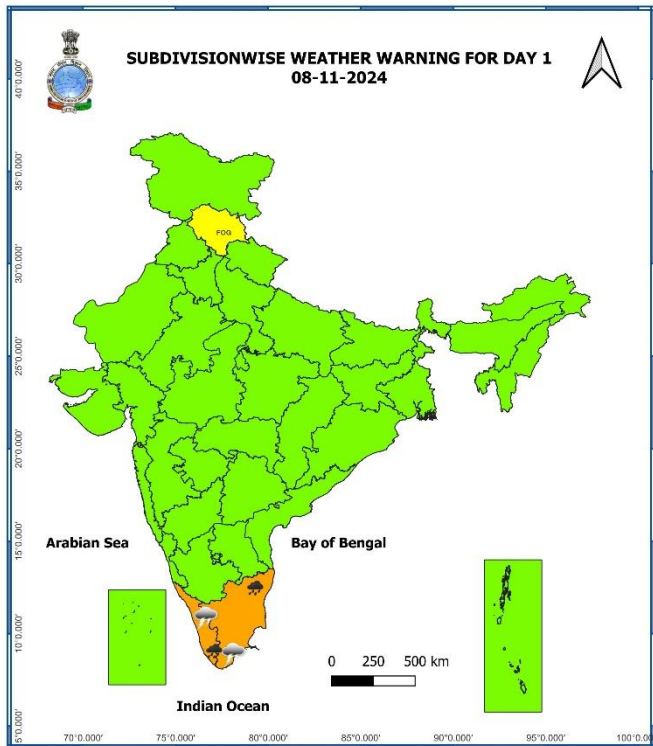 SUBDIVISIONWISE WEATHER WARNING FOR DAY 1
08-11-2024
40°0.000'
35°0.000'
FOG
30°0.000'
25°0.000'
20°0.000'
15°0.000'
Arabian Sea
Bay of Bengal
10°0.000'
0 250 500 km
Indian Ocean
5°0.000'
70°0.000' 75°0.000' 80°0.000' 85°0.000' 90°0.000' 95°0.000' 100°0.0